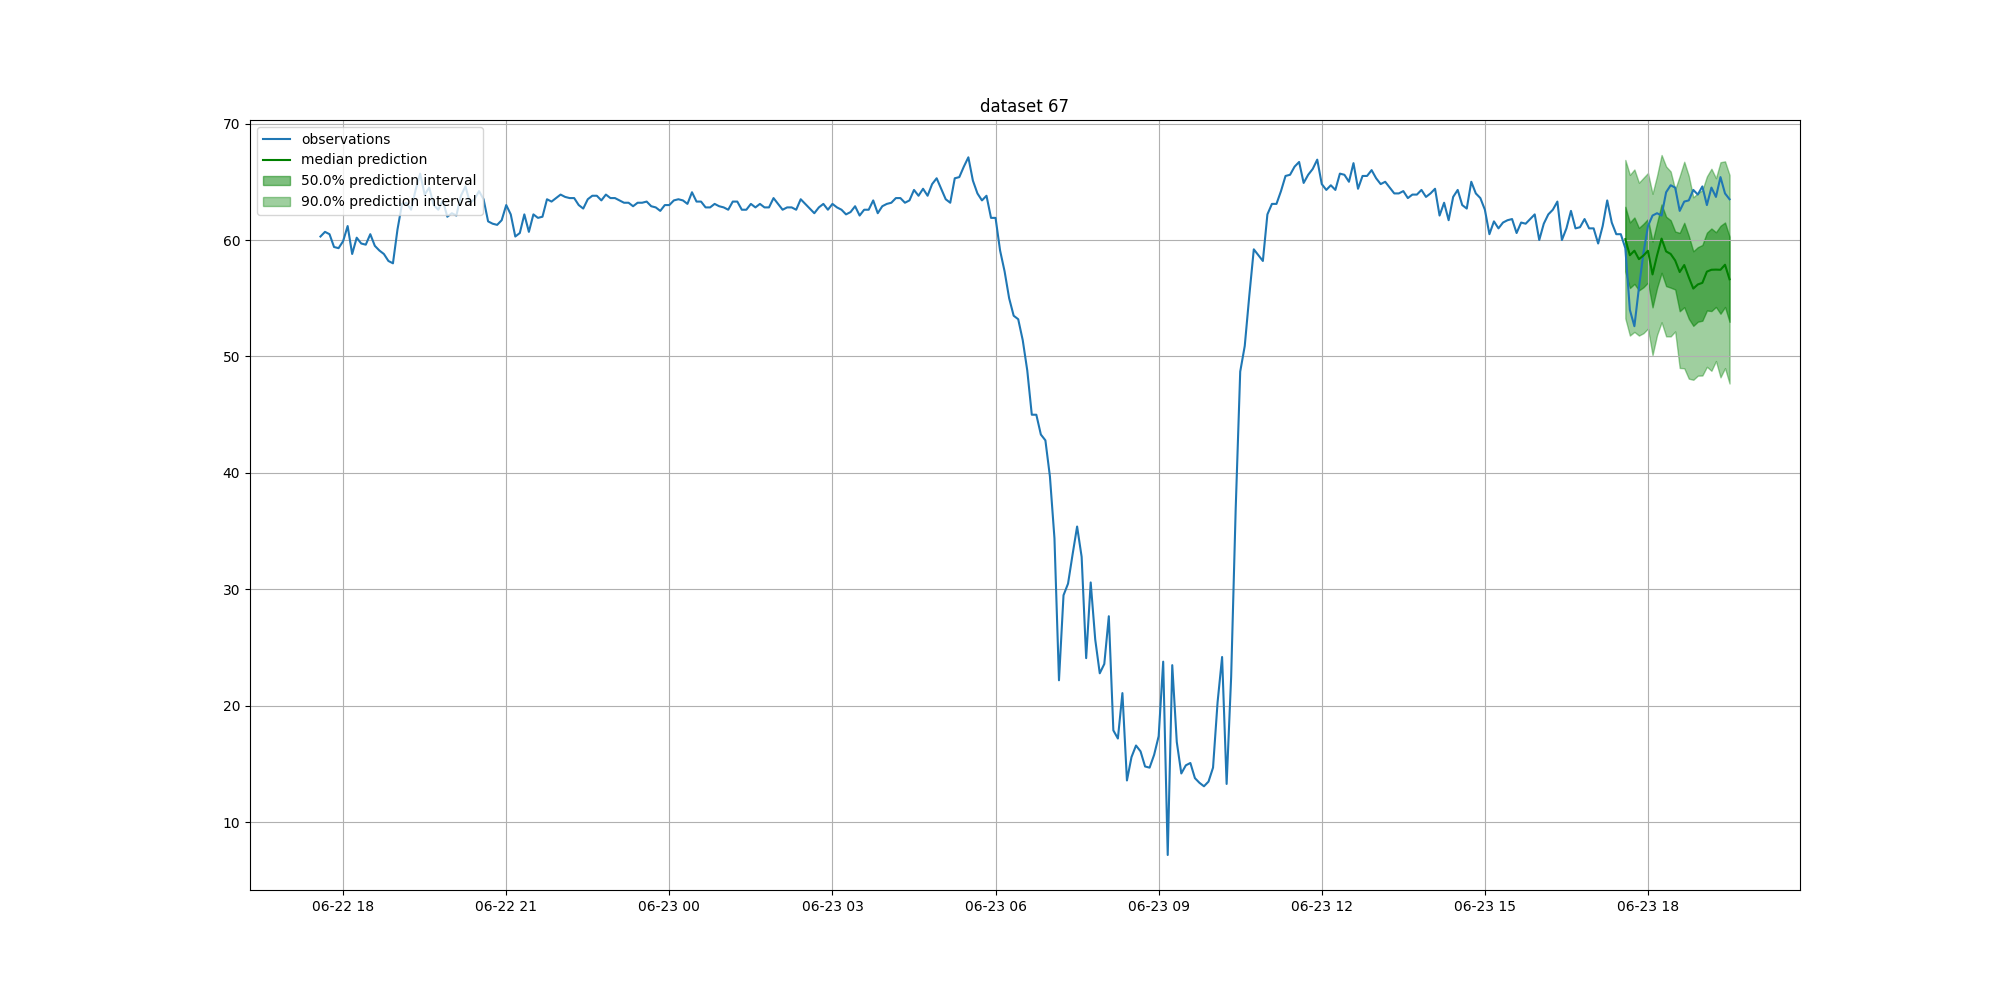 dataset 67
70
observations
median prediction
50.0% prediction interval
90.0% prediction interval
60
50
40
30
20
10
06-22 18 06-22 21 06-23 00 06-23 03 06-23 06 06-23 09 06-23 12 06-23 15 06-23 18